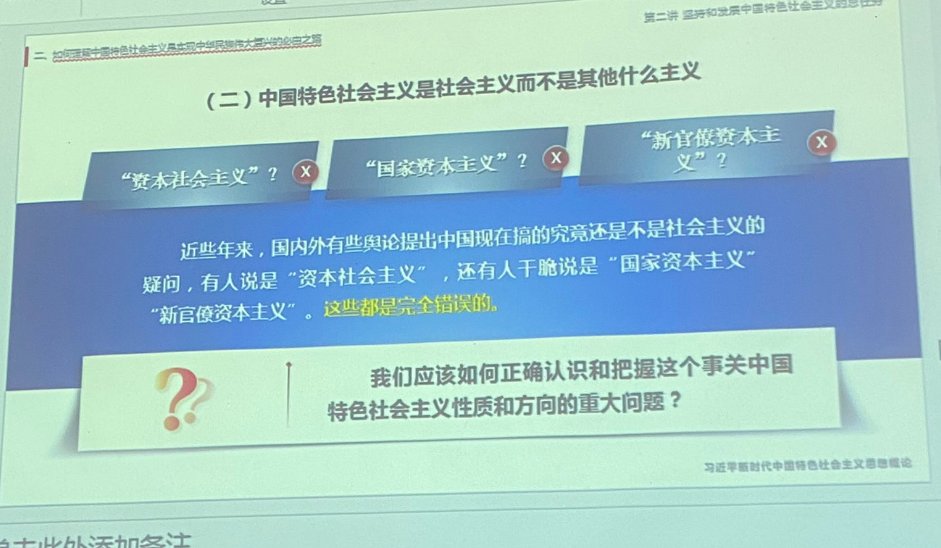 第二讲 坚持和发展中国特色社会主义的总任务
二、如何理解中国特色社会主义是实现中华民族伟大复兴的必由之路
（二）中国特色社会主义是社会主义而不是其他什么主义
“资本社会主义”？ X
“国家资本主义”？ X
“新官僚资本主
义”？ X
近些年来，国内外有些舆论提出中国现在搞的究竟还是不是社会主义的
疑问，有人说是“资本社会主义”，还有人干脆说是“国家资本主义”
“新官僚资本主义”。这些都是完全错误的。
我们应该如何正确认识和把握这个事关中国
特色社会主义性质和方向的重大问题？
习近平新时代中国特色社会主义思想概论
单击此处添加备注